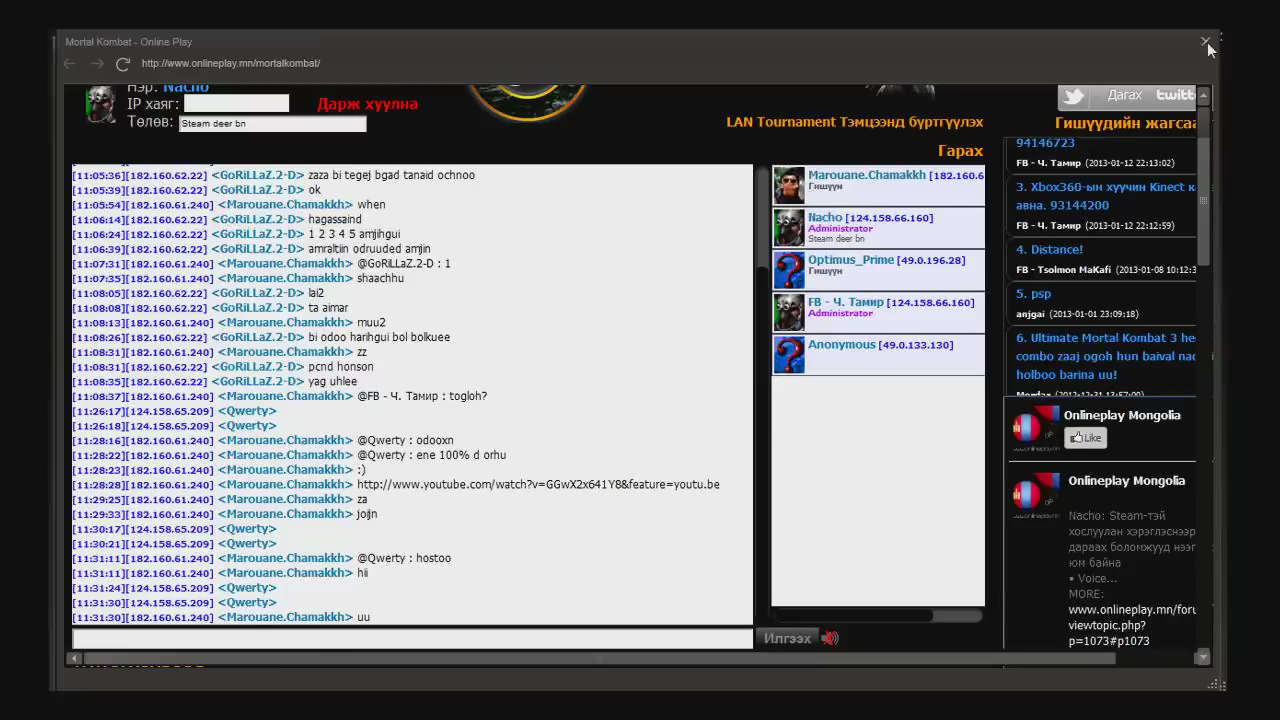 Mortal Kombat - Online Play
http://www.onlineplay.mn/mortalkombat/
Нэр: Nacho
IP хаяг:
Дарж хуулна
Төлөв: Steam deer bn
Дагах
LAN Tournament Тэмцээнд бүртгүүлэх
Гишүүдийн жагсаа
Гарах
[11:05:36][182.160.62.22] <GoRiLLaZ.2-D> zaza bi tegej bgad tanaid ochnoo
[11:05:39][182.160.62.22] <GoRiLLaZ.2-D> ok
[11:05:54][182.160.61.240] <Marouane.Chamakkh> when
[11:06:14][182.160.62.22] <GoRiLLaZ.2-D> hagassaind
[11:06:24][182.160.62.22] <GoRiLLaZ.2-D> 1 2 3 4 5 amjihgui
[11:06:39][182.160.62.22] <GoRiLLaZ.2-D> amraltiin odruuded amjin
[11:07:31][182.160.61.240] <Marouane.Chamakkh> @GoRiLLaZ.2-D : 1
[11:07:35][182.160.61.240] <Marouane.Chamakkh> shaachhu
[11:08:05][182.160.62.22] <GoRiLLaZ.2-D> lai2
[11:08:08][182.160.62.22] <GoRiLLaZ.2-D> ta aimar
[11:08:13][182.160.61.240] <Marouane.Chamakkh> muu2
[11:08:26][182.160.62.22] <GoRiLLaZ.2-D> bi odoo harihgui bol bolkuee
[11:08:31][182.160.61.240] <Marouane.Chamakkh> zz
[11:08:31][182.160.62.22] <GoRiLLaZ.2-D> pcnd honson
[11:08:35][182.160.62.22] <GoRiLLaZ.2-D> yag uhlee
[11:08:37][182.160.61.240] <Marouane.Chamakkh> @FB - Ч. Тамир : togloh?
[11:26:17][124.158.65.209] <Qwerty>
[11:26:18][124.158.65.209] <Qwerty>
[11:28:16][182.160.61.240] <Marouane.Chamakkh> @Qwerty : odooxn
[11:28:22][182.160.61.240] <Marouane.Chamakkh> @Qwerty : ene 100% d orhu
[11:28:23][182.160.61.240] <Marouane.Chamakkh> :)
[11:28:28][182.160.61.240] <Marouane.Chamakkh> http://www.youtube.com/watch?v=GGwX2x641Y8&feature=youtu.be
[11:29:25][182.160.61.240] <Marouane.Chamakkh> za
[11:29:33][182.160.61.240] <Marouane.Chamakkh> jojjn
[11:30:17][124.158.65.209] <Qwerty>
[11:30:21][124.158.65.209] <Qwerty>
[11:31:11][182.160.61.240] <Marouane.Chamakkh> @Qwerty : hostoo
[11:31:11][182.160.61.240] <Marouane.Chamakkh> hii
[11:31:24][124.158.65.209] <Qwerty>
[11:31:30][124.158.65.209] <Qwerty>
[11:31:30][182.160.61.240] <Marouane.Chamakkh> uu
Илгээх
Marouane.Chamakkh [182.160.6
Гишүүн
Nacho [124.158.66.160]
Administrator
Steam deer bn
Optimus_Prime [49.0.196.28]
Гишүүн
FB - Ч. Тамир [124.158.66.160]
Administrator
Anonymous [49.0.133.130]
94146723
FB - Ч. Тамир (2013-01-12 22:13:02)
3. Xbox360-ын хуучин Kinect
авна. 93144200
FB - Ч. Тамир (2013-01-12 22:12:59)
4. Distance!
FB - Tsolmon MaKafi (2013-01-08 10:12:3
5. psp
anjgai (2013-01-01 23:09:18)
6. Ultimate Mortal Kombat 3
combo zaaj ogoh hun baival
holboo barina uu!
Onlineplay Mongolia
Like
Onlineplay Mongolia
Nacho: Steam-тэй
хослуулан хэрэглэснээр
дараах боломжууд нээг
юм байна
• Voice...
MORE:
www.onlineplay.mn/foru
viewtopic.php?
p=1073#p1073